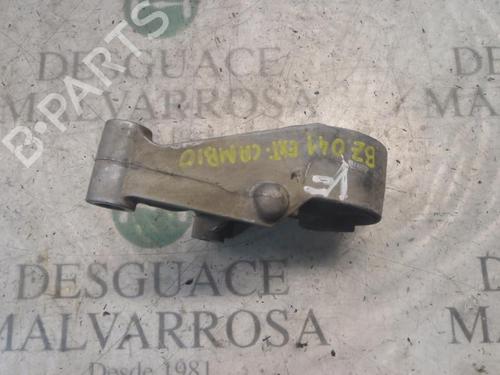 B-PARTS
DESGUACE
MALVARROSA
BZ 041 EXT-CAMBIO
DESGUACE
MALVARROSA
Desde 1981